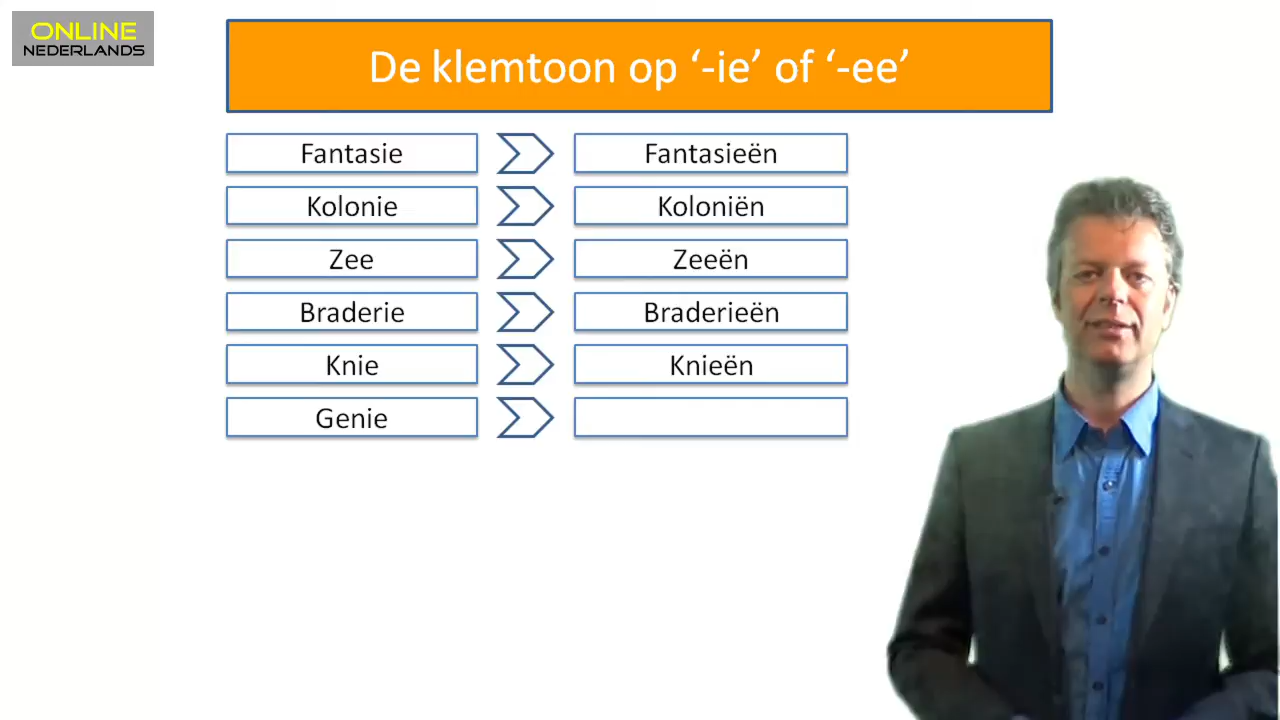 ONLINE
NEDERLANDS
De klemtoon op ‘-ie’ of ‘-ee’
Fantasie
Fantasieën
Kolonie
Koloniën
Zee
Zeeën
Braderie
Braderieën
Knie
Knieën
Genie